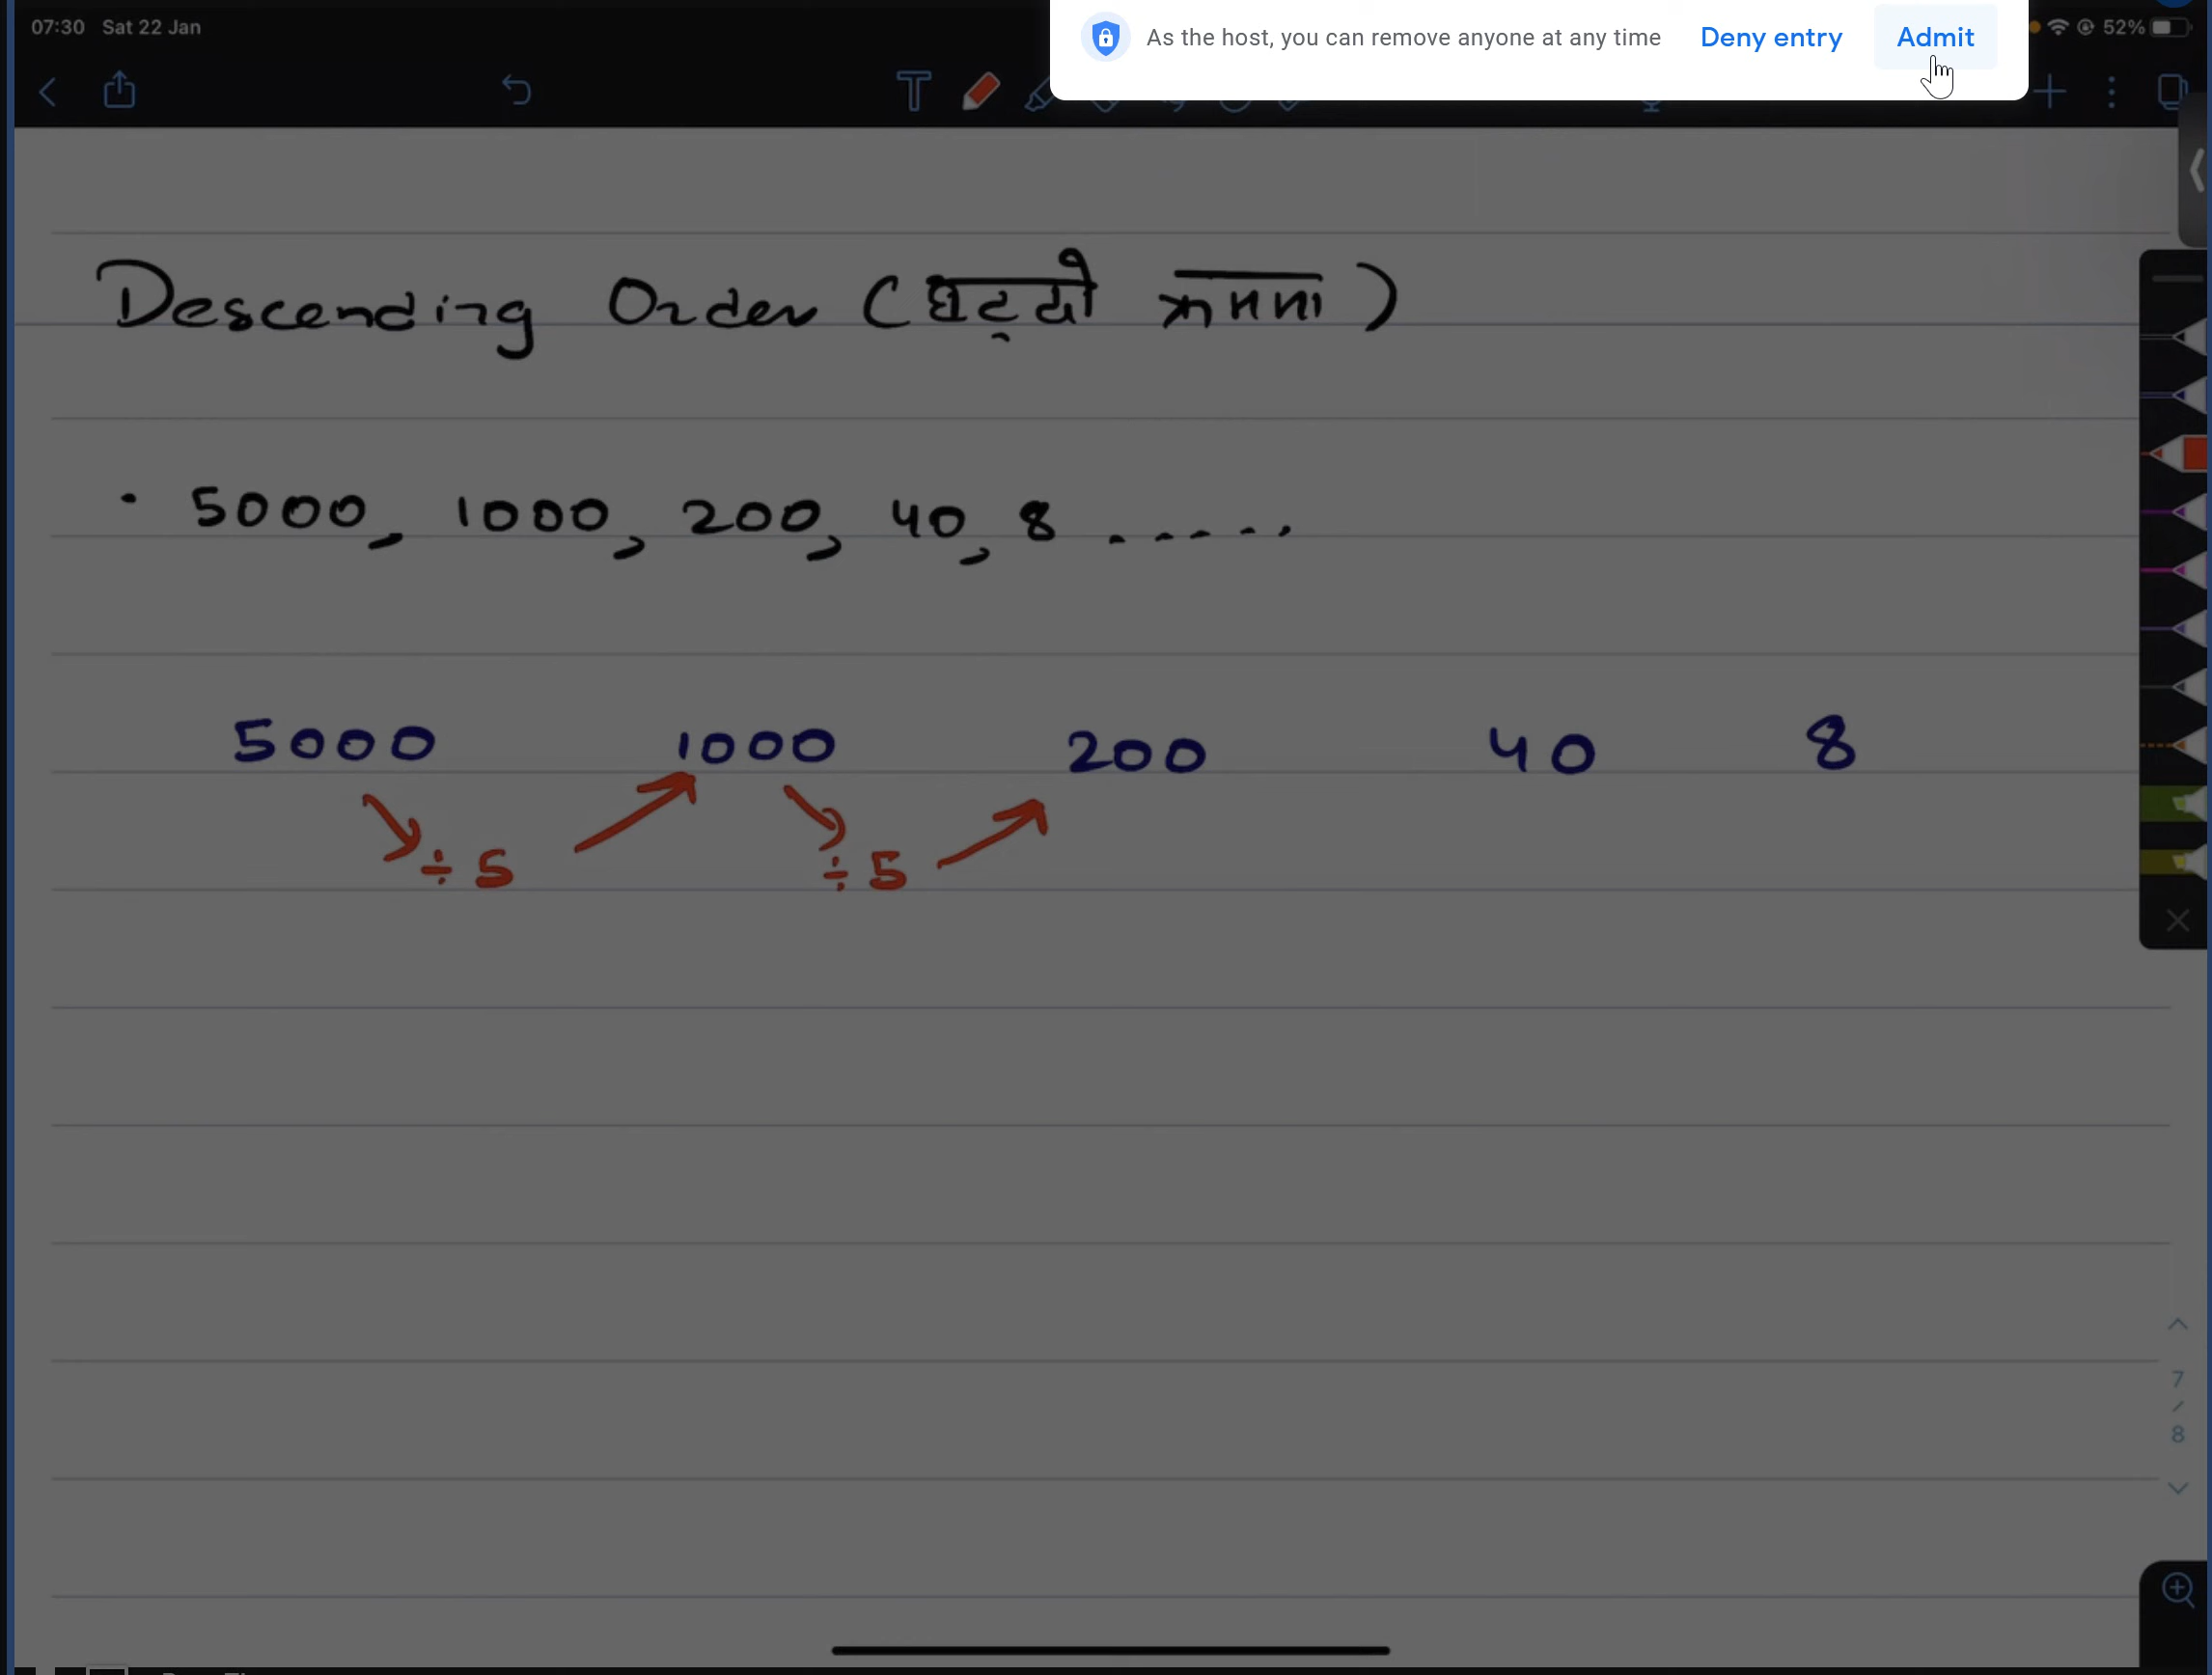 07:30 Sat 22 Jan
As the host, you can remove anyone at any time Deny entry Admit
52%
Descending Order (घटती
· 5000, 1000, 200, 40, 8 .....
5000 1000 200 40 8
÷5 ÷5
7
/
8